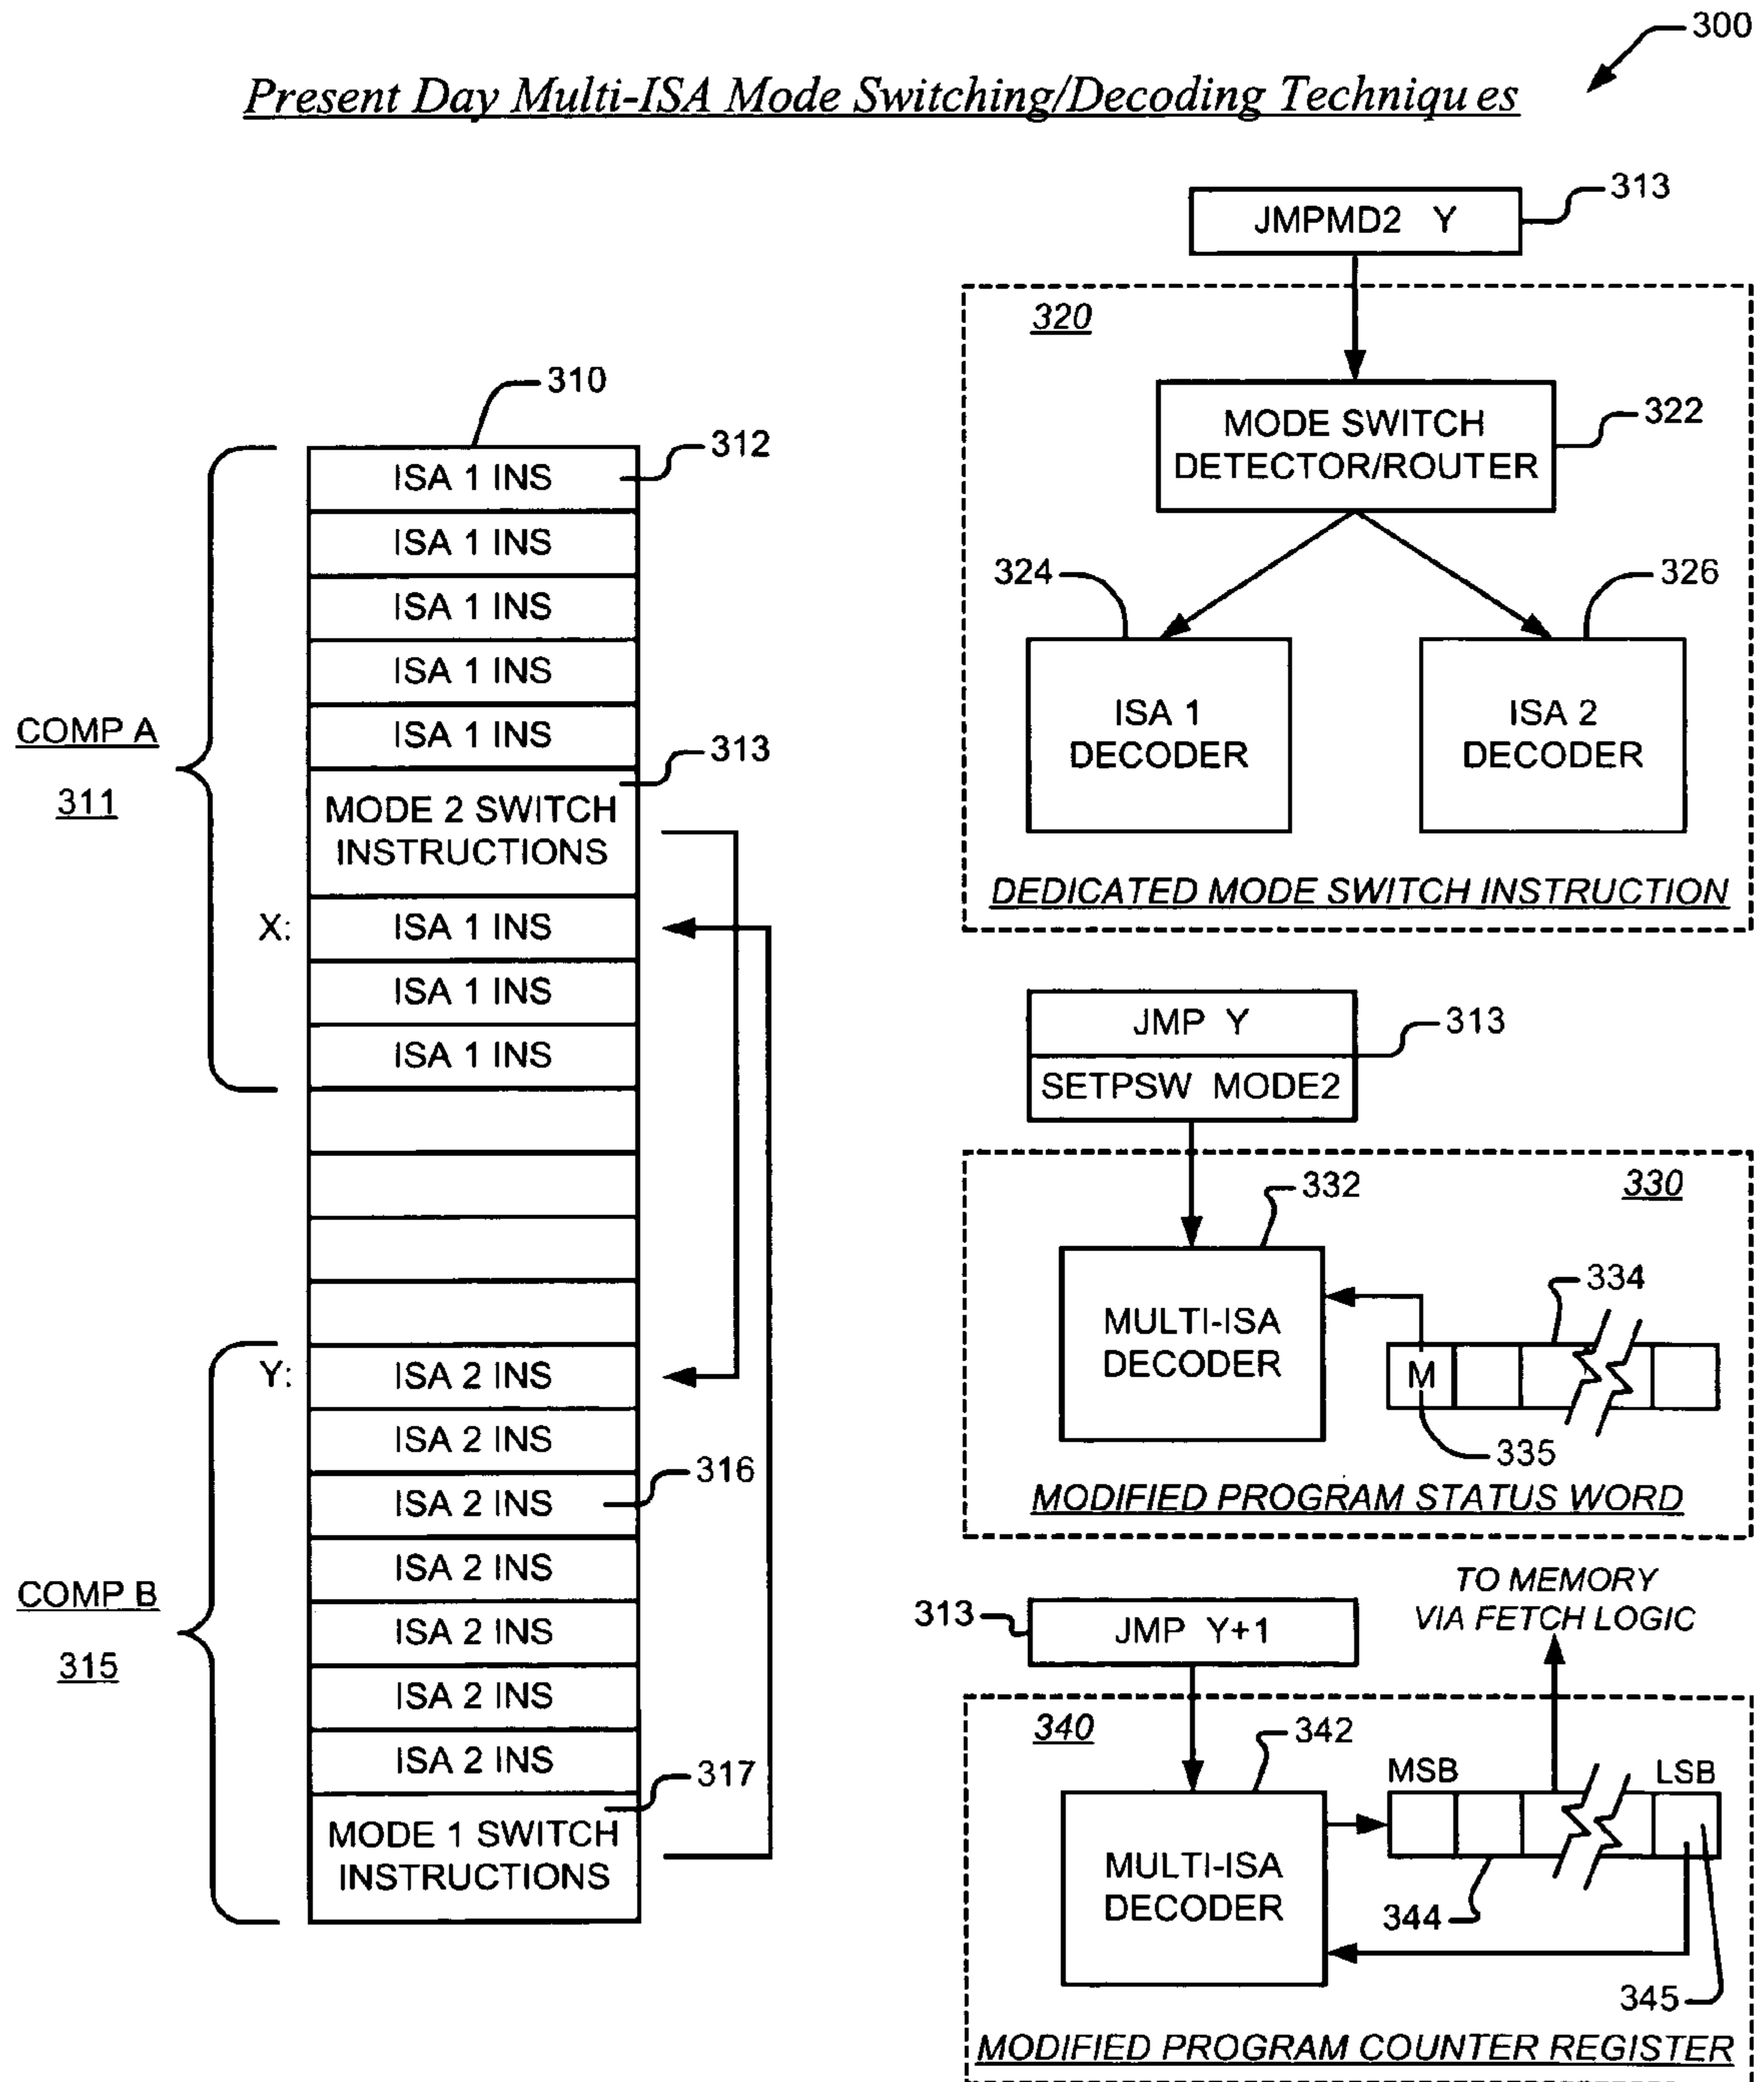 300
Present Day Multi-ISA Mode Switching/Decoding Techniques
310
312
ISA 1 INS
ISA 1 INS
ISA 1 INS
ISA 1 INS
ISA 1 INS
COMP A
311
313
MODE 2 SWITCH
INSTRUCTIONS
X:
ISA 1 INS
ISA 1 INS
ISA 1 INS
Y:
ISA 2 INS
ISA 2 INS
ISA 2 INS
316
ISA 2 INS
COMP B
315
ISA 2 INS
ISA 2 INS
ISA 2 INS
317
MODE 1 SWITCH
INSTRUCTIONS
JMPMD2 Y
313
320
MODE SWITCH
DETECTOR/ROUTER
322
324
326
ISA 1
DECODER
ISA 2
DECODER
DEDICATED MODE SWITCH INSTRUCTION
JMP Y
313
SETPSW MODE2
332
330
334
MULTI-ISA
DECODER
M
335
MODIFIED PROGRAM STATUS WORD
TO MEMORY
VIA FETCH LOGIC
313
JMP Y+1
340
342
MSB
LSB
MULTI-ISA
DECODER
344
345
MODIFIED PROGRAM COUNTER REGISTER